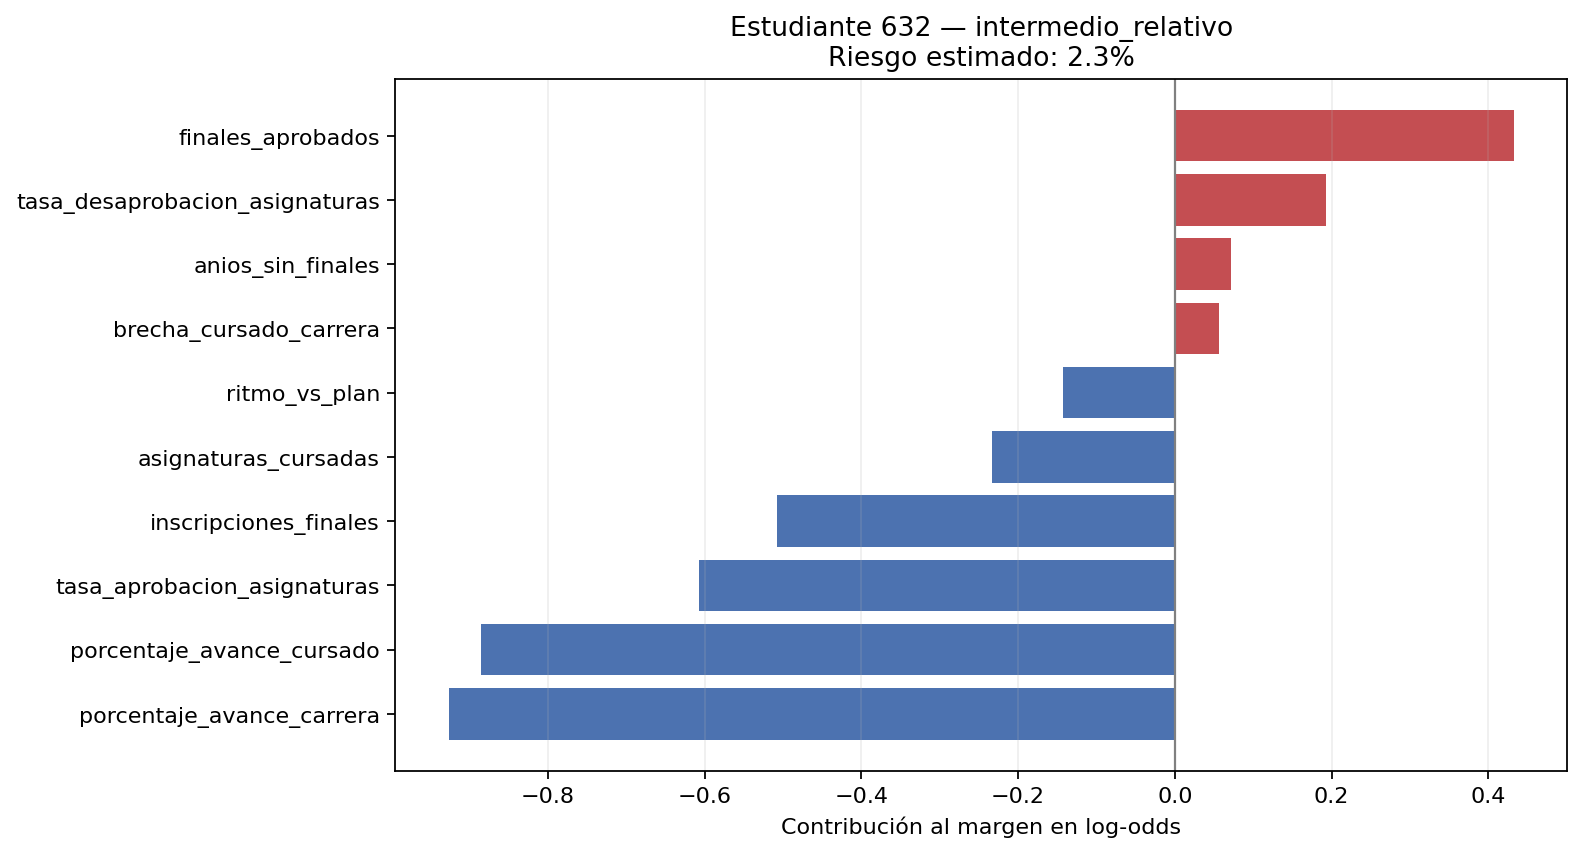 Estudiante 632 — intermedio_relativo
Riesgo estimado: 2.3%
finales_aprobados
tasa_desaprobacion_asignaturas
anios_sin_finales
brecha_cursado_carrera
ritmo_vs_plan
asignaturas_cursadas
inscripciones_finales
tasa_aprobacion_asignaturas
porcentaje_avance_cursado
porcentaje_avance_carrera
−0.8 −0.6 −0.4 −0.2 0.0 0.2 0.4
Contribución al margen en log-odds